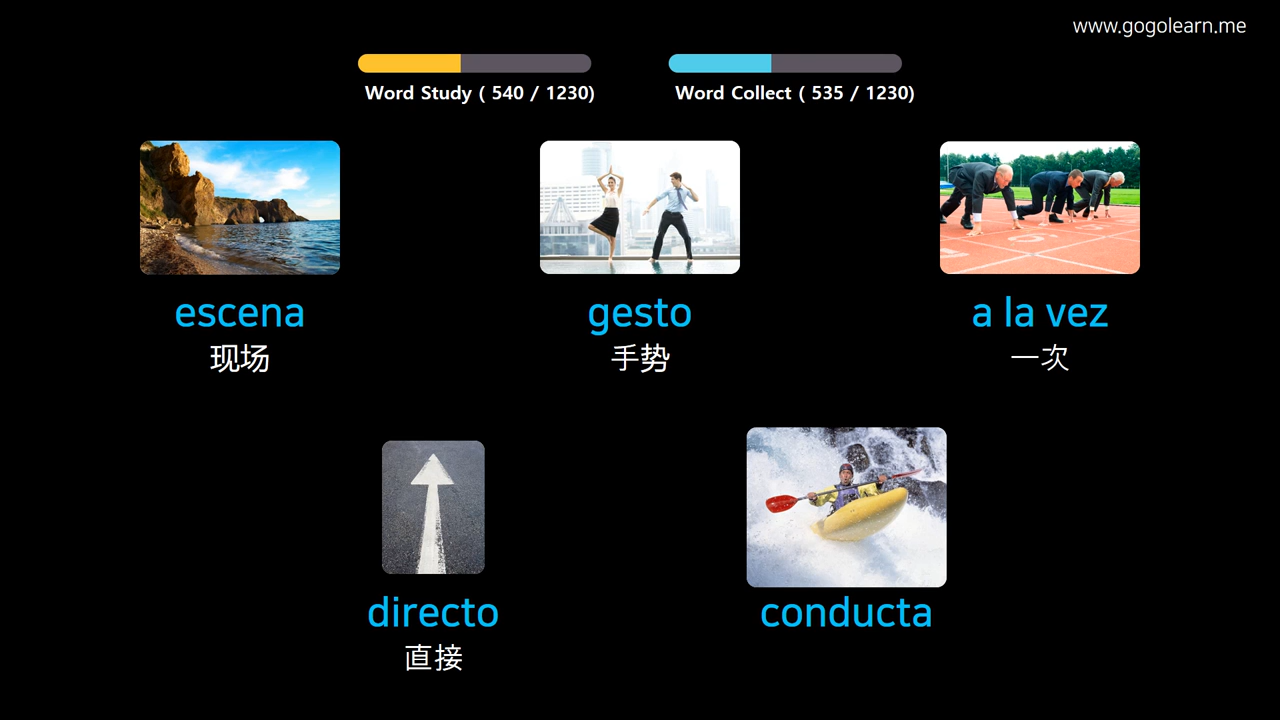 www.gogolearn.me
Word Study ( 540 / 1230)
Word Collect ( 535 / 1230)
escena
现场
gesto
手势
a la vez
一次
directo
直接
conducta